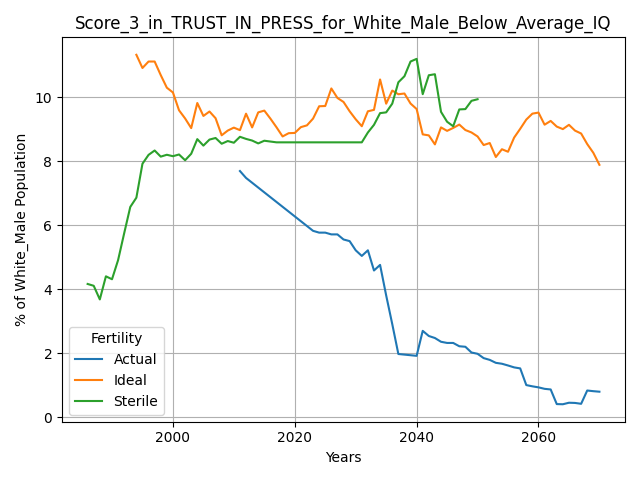 Score_3_in_TRUST_IN_PRESS_for_White_Male_Below_Average_IQ
% of White_Male Population
10
8
6
4
2
0
Fertility
Actual
Ideal
Sterile
2000 2020 2040 2060
Years